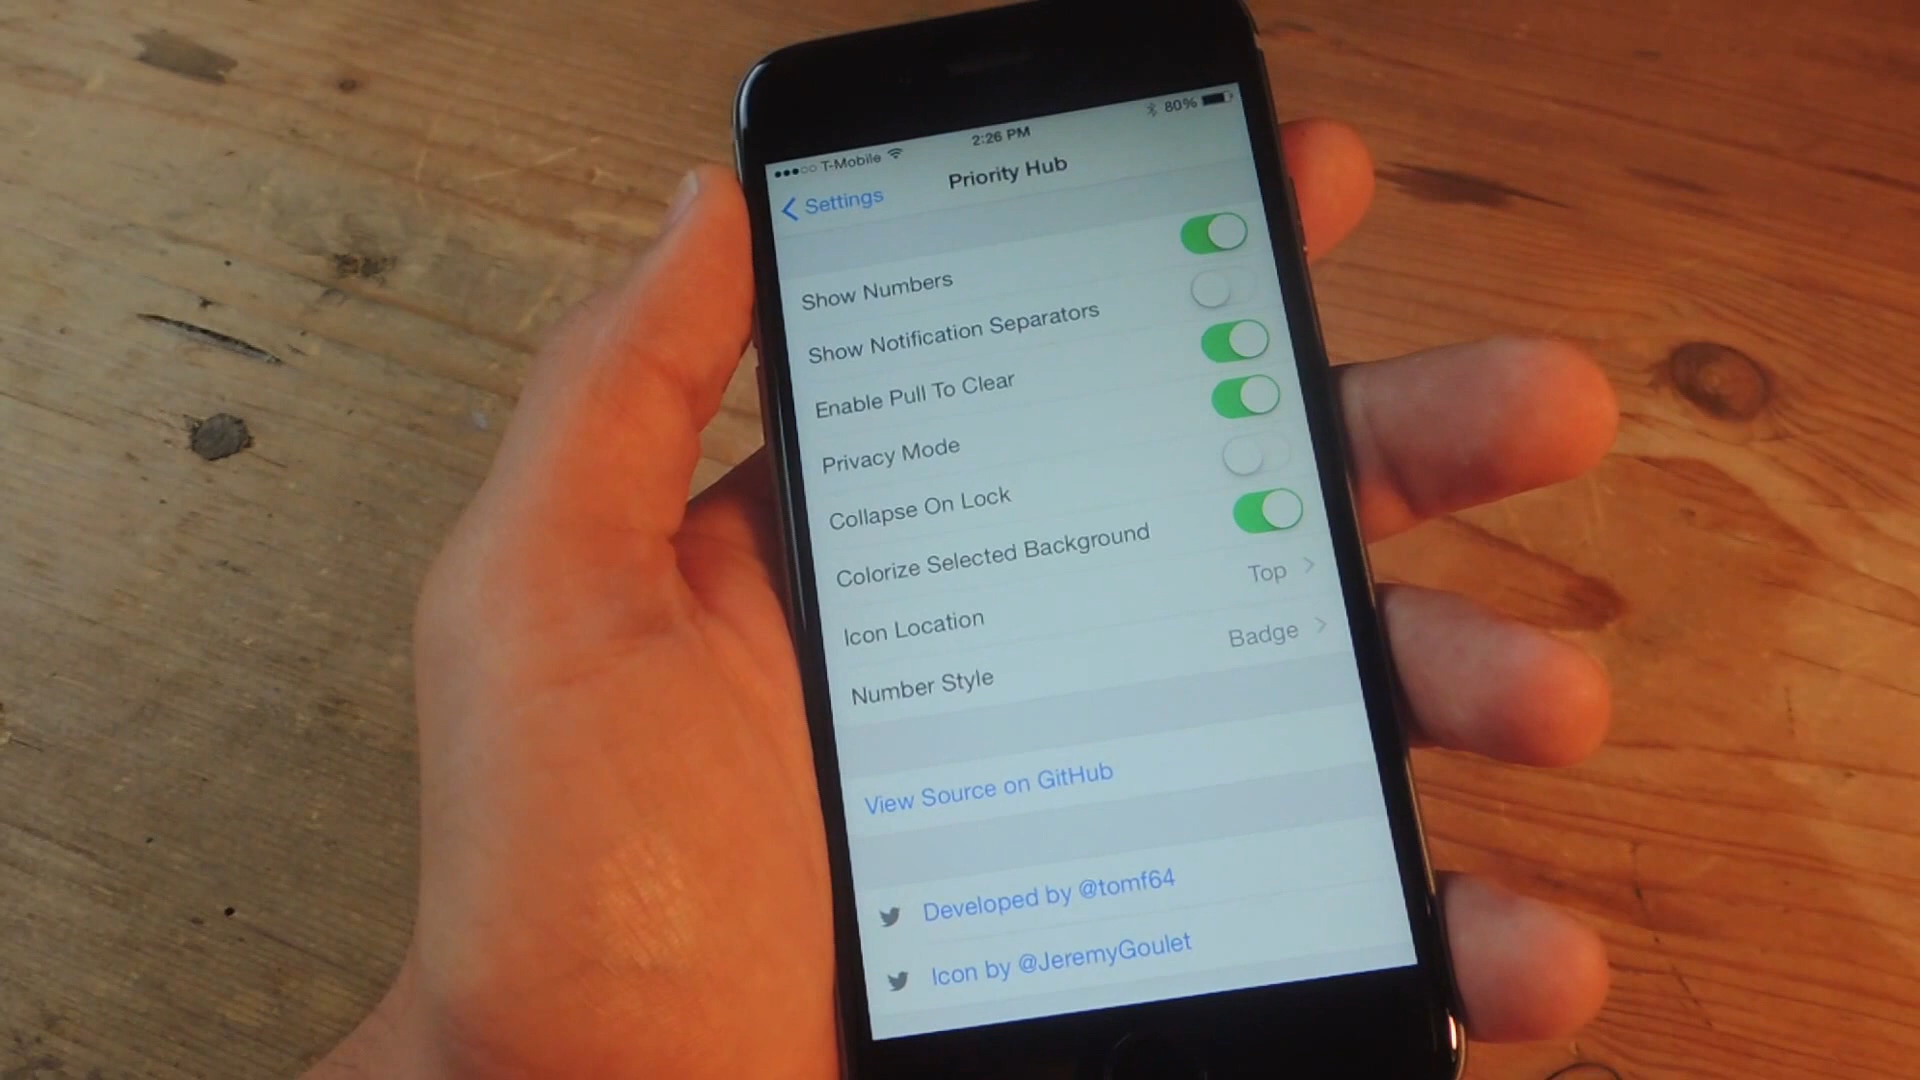 T-Mobile 2:26 PM 80%
Settings Priority Hub
Show Numbers
Show Notification Separators
Enable Pull To Clear
Privacy Mode
Collapse On Lock
Colorize Selected Background
Icon Location Top
Number Style Badge
View Source on GitHub
Developed by @tomf64
Icon by @JeremyGoulet